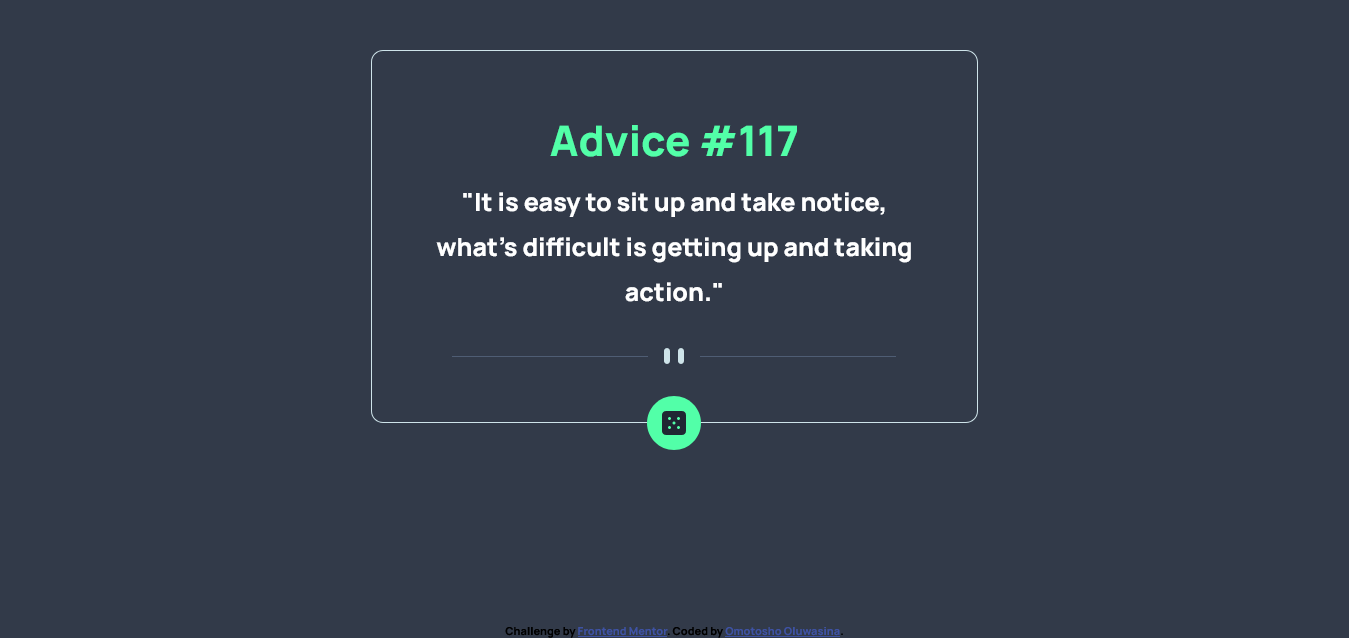 Advice #117
"It is easy to sit up and take notice,
what's difficult is getting up and taking
action."
Challenge by Frontend Mentor. Coded by Omotosho Oluwasina.